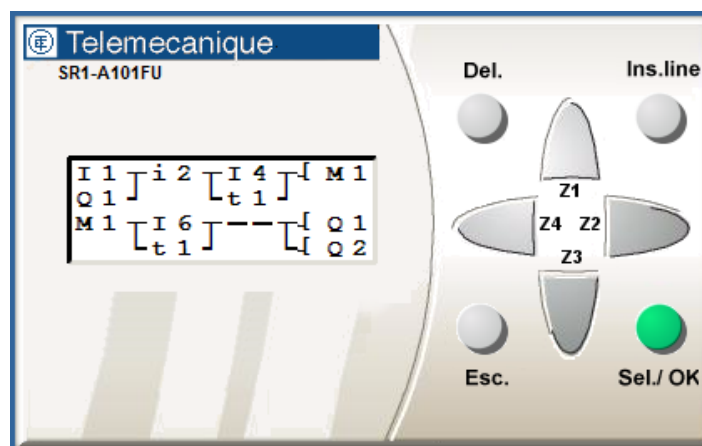 Telemecanique
SR1-A101FU
Del.
Ins.line
I 1 i 2 I 4 [ M 1
Q 1 t 1
M 1 I 6 -- [ Q 1
t 1 [ Q 2
Z1
Z4 Z2
Z3
Esc.
Sel./ OK